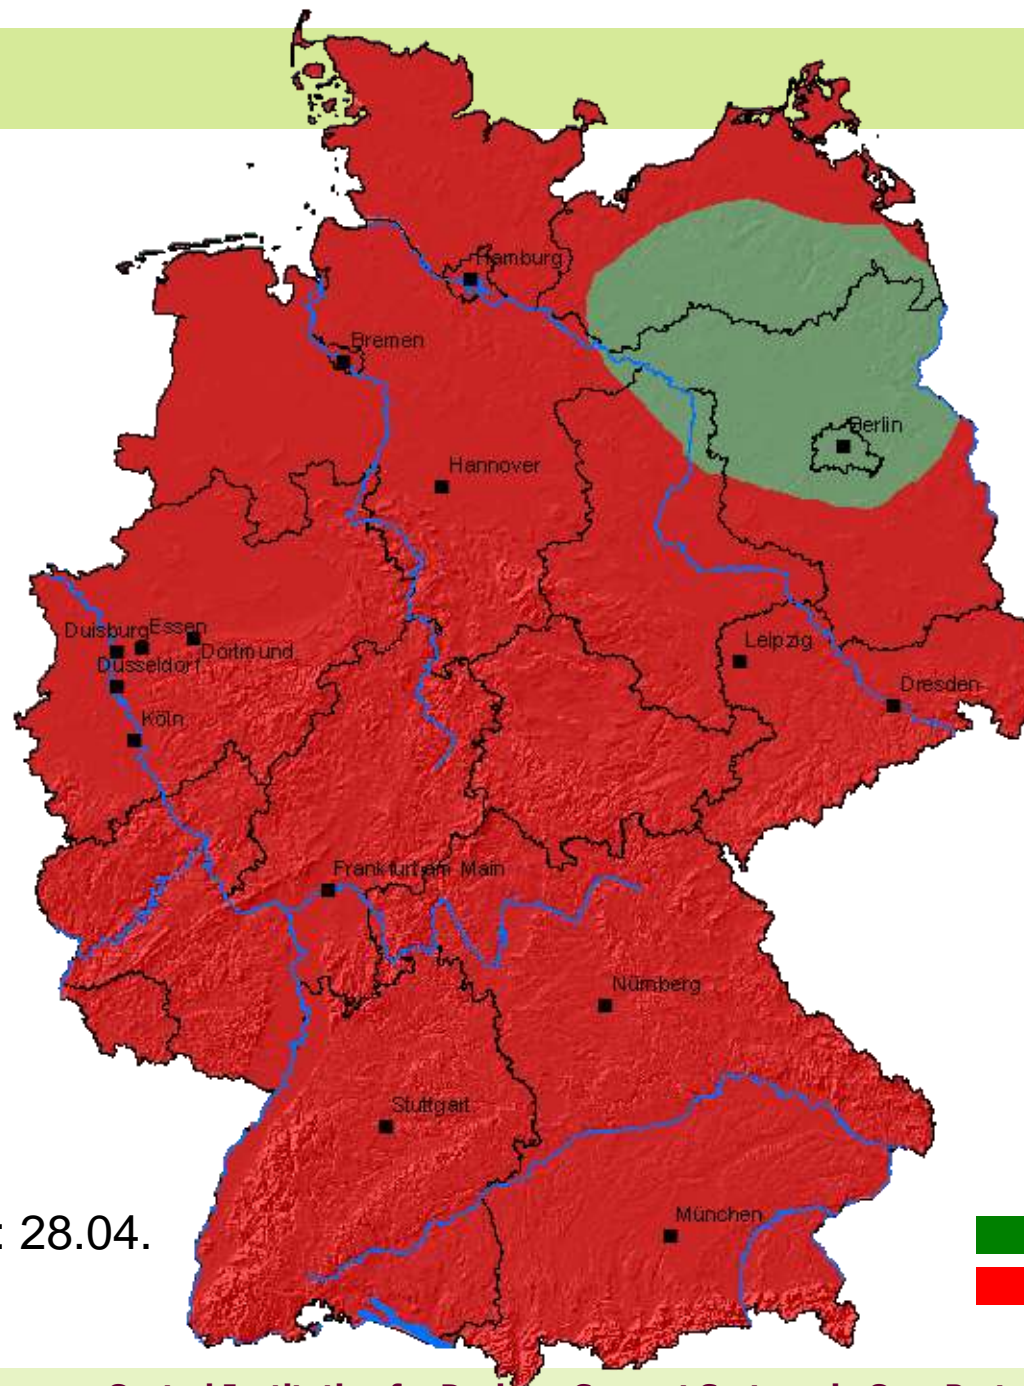 Hamburg
Bremen
Berlin
Hannover
Duisburg
Essen
Dortmund
Düsseldorf
Leipzig
Dresden
Köln
Frankfurt am Main
Nürnberg
Stuttgart
München
: 28.04.